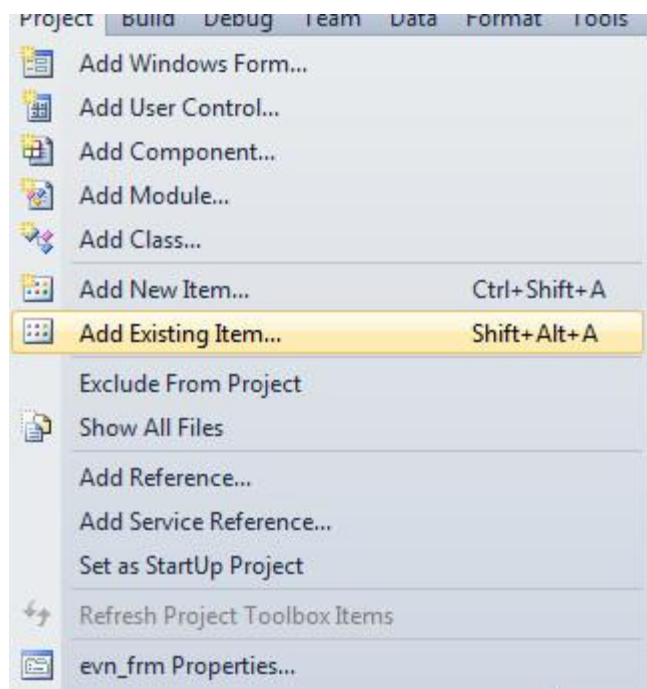 Project Build Debug Team Data Format Tools
Add Windows Form...
Add User Control...
Add Component...
Add Module...
Add Class...
Add New Item... Ctrl+Shift+A
Add Existing Item... Shift+Alt+A
Exclude From Project
Show All Files
Add Reference...
Add Service Reference...
Set as StartUp Project
Refresh Project Toolbox Items
evn_frm Properties...